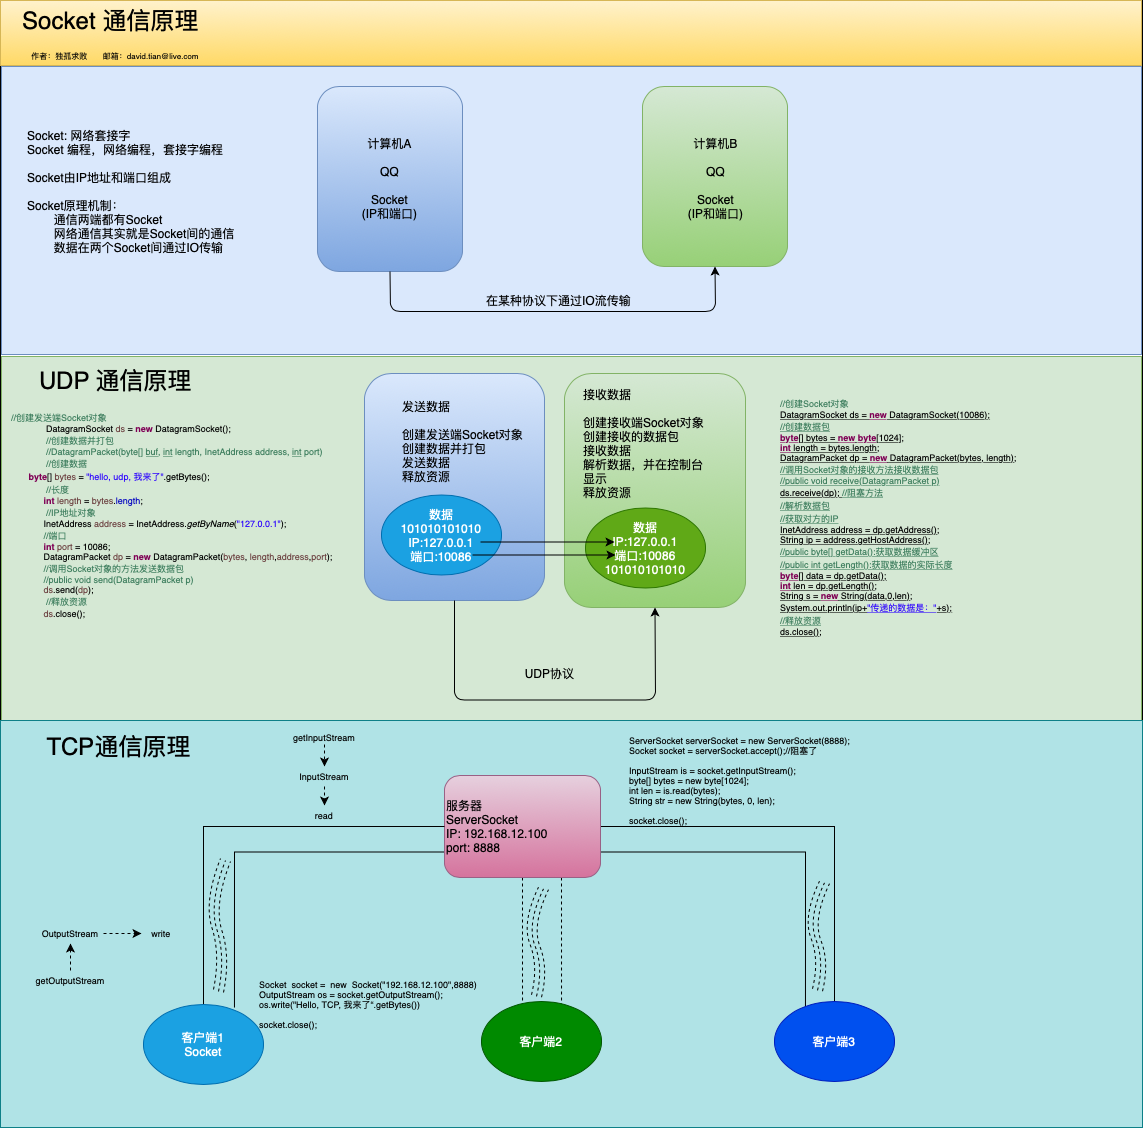 Socket 通信原理
作者：独孤求败 邮箱：david.tian@live.com
Socket: 网络套接字
Socket 编程，网络编程，套接字编程
Socket由IP地址和端口组成
Socket原理机制：
通信两端都有Socket
网络通信其实就是Socket间的通信
数据在两个Socket间通过IO传输
计算机A
QQ
Socket
(IP和端口)
计算机B
QQ
Socket
(IP和端口)
在某种协议下通过IO流传输
UDP 通信原理
//创建发送端Socket对象
DatagramSocket ds = new DatagramSocket();
//创建数据并打包
//DatagramPacket(byte[] buf, int length, InetAddress address, int port)
//创建数据
byte[] bytes = "hello, udp, 我来了".getBytes();
//长度
int length = bytes.length;
//IP地址对象
InetAddress address = InetAddress.getByName("127.0.0.1");
//端口
int port = 10086;
DatagramPacket dp = new DatagramPacket(bytes, length,address,port);
//调用Socket对象的方法发送数据包
//public void send(DatagramPacket p)
ds.send(dp);
//释放资源
ds.close();
发送数据
创建发送端Socket对象
创建数据并打包
发送数据
释放资源
数据
101010101010
IP:127.0.0.1
端口:10086
接收数据
创建接收端Socket对象
创建接收的数据包
接收数据
解析数据，并在控制台
显示
释放资源
数据
IP:127.0.0.1
端口:10086
101010101010
UDP协议
//创建Socket对象
DatagramSocket ds = new DatagramSocket(10086);
//创建数据包
byte[] bytes = new byte[1024];
int length = bytes.length;
DatagramPacket dp = new DatagramPacket(bytes, length);
//调用Socket对象的接收方法接收数据包
//public void receive(DatagramPacket p)
ds.receive(dp); //阻塞方法
//解析数据包
//获取对方的IP
InetAddress address = dp.getAddress();
String ip = address.getHostAddress();
//public byte[] getData():获取数据缓冲区
//public int getLength():获取数据的实际长度
byte[] data = dp.getData();
int len = dp.getLength();
String s = new String(data,0,len);
System.out.println(ip+"传递的数据是："+s);
//释放资源
ds.close();
TCP通信原理
getInputStream
InputStream
read
服务器
ServerSocket
IP: 192.168.12.100
port: 8888
ServerSocket serverSocket = new ServerSocket(8888);
Socket socket = serverSocket.accept();//阻塞了
InputStream is = socket.getInputStream();
byte[] bytes = new byte[1024];
int len = is.read(bytes);
String str = new String(bytes, 0, len);
socket.close();
OutputStream
write
getOutputStream
Socket socket = new Socket("192.168.12.100",8888)
OutputStream os = socket.getOutputStream();
os.write("Hello, TCP, 我来了".getBytes())
socket.close();
客户端1
Socket
客户端2
客户端3